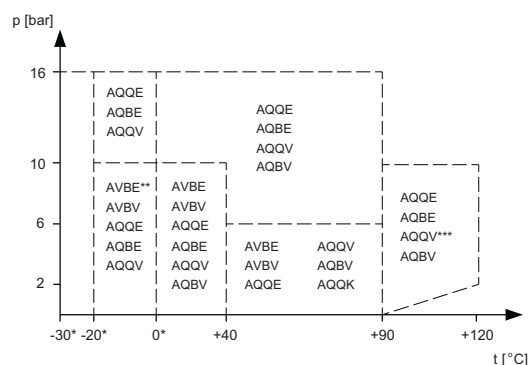 p [bar]
16
10
6
2
AQQE
AQBE
AQQV
AQQE
AQBE
AQQV
AQBV
AVBE**
AVBV
AQQE
AQBE
AQQV
AVBE
AVBV
AQQE
AQBE
AQQV
AQBV
AVBE
AVBV
AQQE
AQQV
AQBV
AQQK
AQQE
AQBE
AQQV***
AQBV
-30* -20* 0* +40 +90 +120
t [°C]